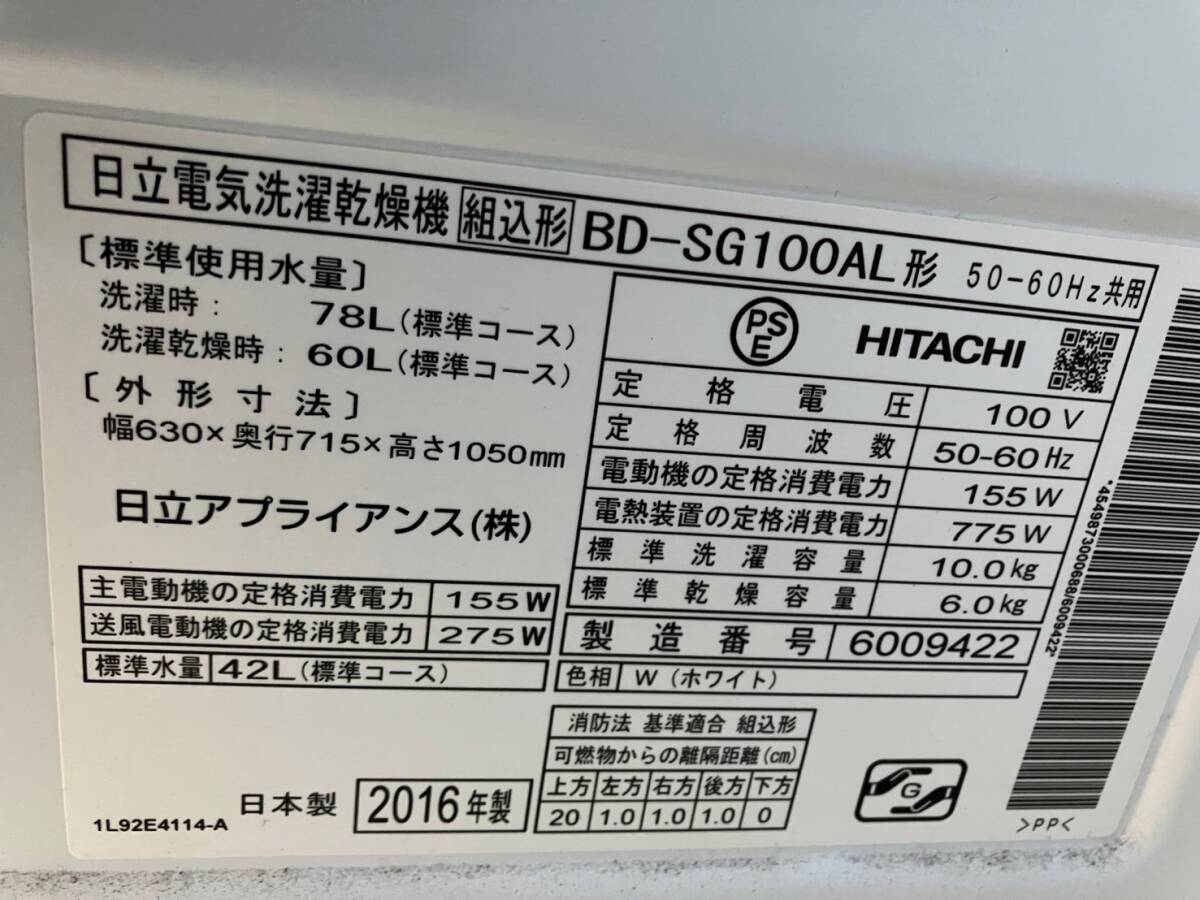 日立電気洗濯乾燥機 組込形 BD-SG100AL形 50-60Hz共用
〔標準使用水量〕
洗濯時： 78L(標準コース)
洗濯乾燥時： 60L(標準コース)
〔外形寸法〕
幅630×奥行715×高さ1050mm
日立アプライアンス(株)
主電動機の定格消費電力 155W
送風電動機の定格消費電力 275W
標準水量 42L(標準コース)
PSE HITACHI
定格電圧 100V
定格周波数 50-60Hz
電動機の定格消費電力 155W
電熱装置の定格消費電力 775W
標準洗濯容量 10.0kg
標準乾燥容量 6.0kg
製造番号 6009422
色相 W(ホワイト)
消防法 基準適合 組込形
可燃物からの離隔距離(cm)
上方 左方 右方 後方 下方
20 1.0 1.0 1.0 0
1L92E4114-A
日本製 2016年製
G
>PP<
*4549873000068/6009422*